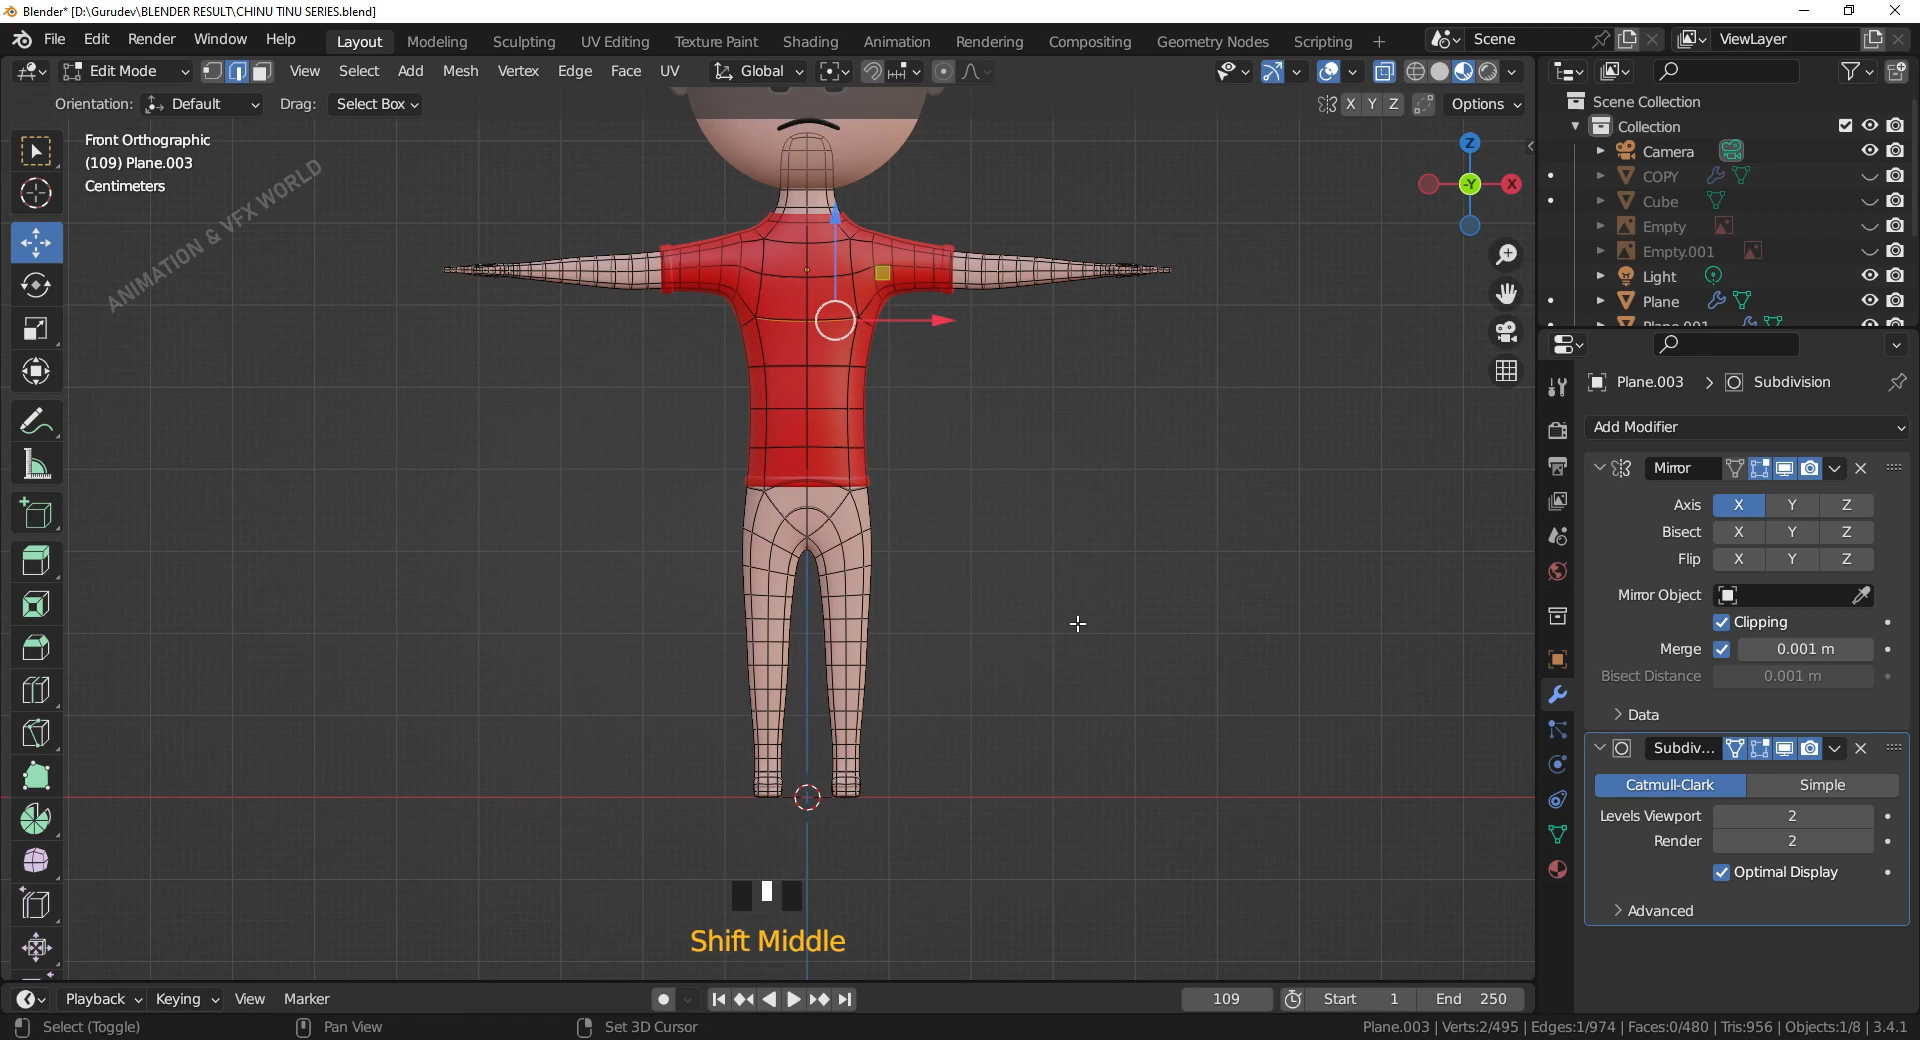 Blender* [D:\Gurudev\BLENDER RESULT\CHINU TINU SERIES.blend]
File Edit Render Window Help Layout Modeling Sculpting UV Editing Texture Paint Shading Animation Rendering Compositing Geometry Nodes Scripting + Scene ViewLayer
Edit Mode View Select Add Mesh Vertex Edge Face UV Global
Orientation: Default Drag: Select Box X Y Z Options
Front Orthographic
(109) Plane.003
Centimeters
ANIMATION & VFX WORLD
Z
-Y X
Scene Collection
Collection
Camera
COPY
Cube
Empty
Empty.001
Light
Plane
Plane.001
Plane.003 > Subdivision
Add Modifier
Mirror
Axis X Y Z
Bisect X Y Z
Flip X Y Z
Mirror Object
Clipping
Merge 0.001 m
Bisect Distance 0.001 m
Data
Subdiv...
Catmull-Clark Simple
Levels Viewport 2
Render 2
Optimal Display
Advanced
Shift Middle
Playback Keying View Marker 109 Start 1 End 250
Select (Toggle) Pan View Set 3D Cursor Plane.003 | Verts:2/495 | Edges:1/974 | Faces:0/480 | Tris:956 | Objects:1/8 | 3.4.1